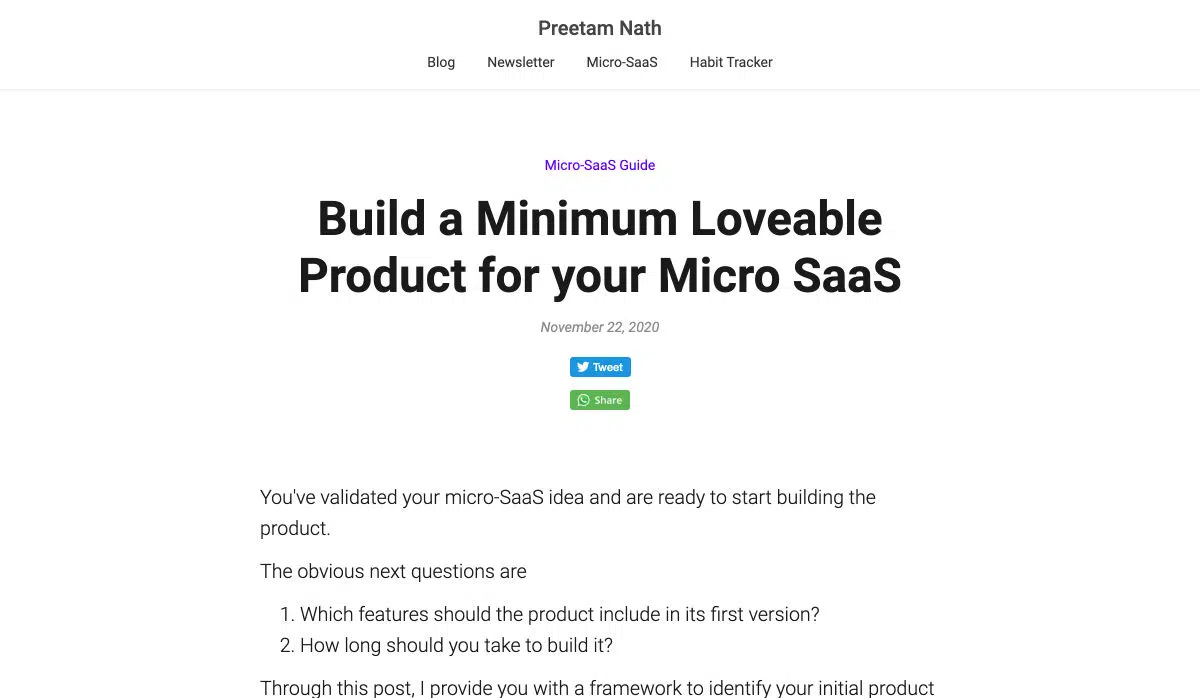 Preetam Nath
Blog Newsletter Micro-SaaS Habit Tracker
Micro-SaaS Guide
Build a Minimum Loveable
Product for your Micro SaaS
November 22, 2020
Tweet
Share
You've validated your micro-SaaS idea and are ready to start building the
product.
The obvious next questions are
1. Which features should the product include in its first version?
2. How long should you take to build it?
Through this post, I provide you with a framework to identify your initial product